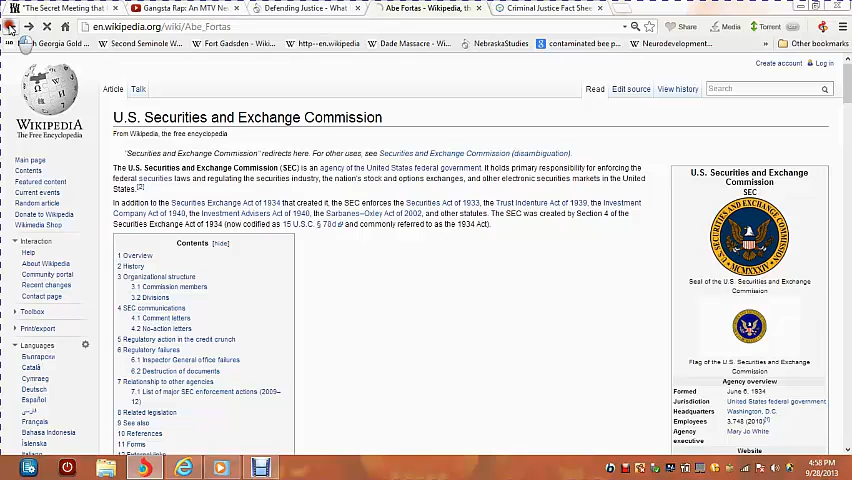 "The Secret Meeting that
Gangsta Rap: An MTV Ne
Defending Justice - What
Abe Fortas - Wikipedia, th
Criminal Justice Fact She
en.wikipedia.org/wiki/Abe_Fortas
Share
Media
Torrent
h Georgia Gold ...
Second Seminole W...
Fort Gadsden - Wiki...
http--en.wikipedia....
Dade Massacre - Wi...
NebraskaStudies
contaminated bee p...
Neurodevelopment...
»
Other bookmarks
Create account
Log in
Article
Talk
Read
Edit source
View history
Search
WIKIPEDIA
The Free Encyclopedia
Main page
Contents
Featured content
Current events
Random article
Donate to Wikipedia
Wikimedia Shop
Interaction
Help
About Wikipedia
Community portal
Recent changes
Contact page
Toolbox
Print/export
Languages
Български
Català
Cymraeg
Deutsch
Español
فارسی
Français
Bahasa Indonesia
Íslenska
U.S. Securities and Exchange Commission
From Wikipedia, the free encyclopedia
"Securities and Exchange Commission" redirects here. For other uses, see Securities and Exchange Commission (disambiguation).
The U.S. Securities and Exchange Commission (SEC) is an agency of the United States federal government. It holds primary responsibility for enforcing the
federal securities laws and regulating the securities industry, the nation's stock and options exchanges, and other electronic securities markets in the United
States.[2]
In addition to the Securities Exchange Act of 1934 that created it, the SEC enforces the Securities Act of 1933, the Trust Indenture Act of 1939, the Investment
Company Act of 1940, the Investment Advisers Act of 1940, the Sarbanes–Oxley Act of 2002, and other statutes. The SEC was created by Section 4 of the
Securities Exchange Act of 1934 (now codified as 15 U.S.C. § 78d and commonly referred to as the 1934 Act).
Contents [hide]
1 Overview
2 History
3 Organizational structure
3.1 Commission members
3.2 Divisions
4 SEC communications
4.1 Comment letters
4.2 No-action letters
5 Regulatory action in the credit crunch
6 Regulatory failures
6.1 Inspector General office failures
6.2 Destruction of documents
7 Relationship to other agencies
7.1 List of major SEC enforcement actions (2009–
12)
8 Related legislation
9 See also
10 References
11 Forms
12 External links
U.S. Securities and Exchange
Commission
SEC
Seal of the U.S. Securities and Exchange
Commission
Flag of the U.S. Securities and Exchange
Commission
Agency overview
Formed June 6, 1934
Jurisdiction United States federal government
Headquarters Washington, D.C.
Employees 3,748 (2010)[1]
Agency Mary Jo White
executive
Website
4:58 PM
9/28/2013